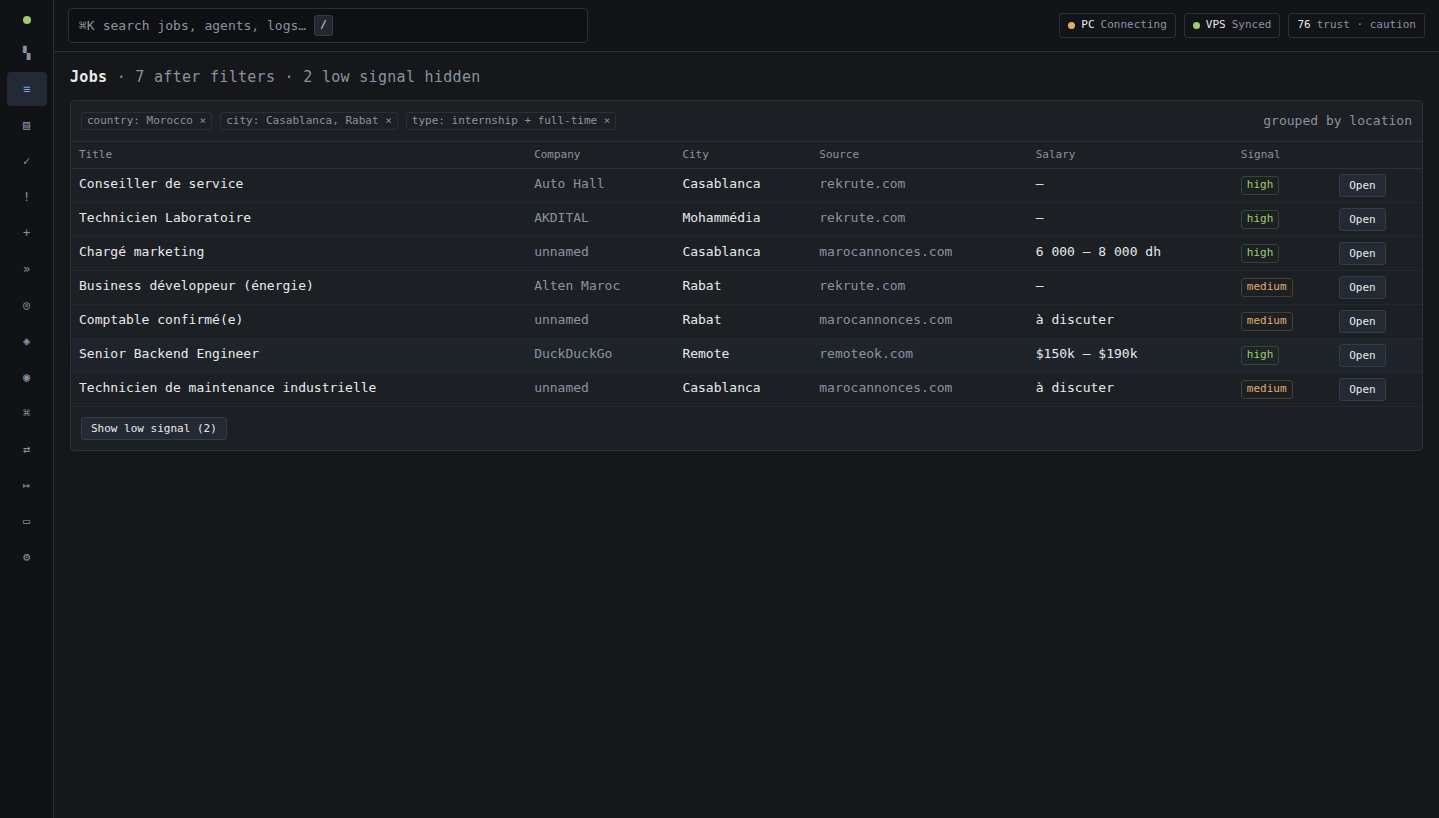 ⌘K search jobs, agents, logs… /
PC Connecting
VPS Synced
76 trust · caution
Jobs · 7 after filters · 2 low signal hidden
country: Morocco × city: Casablanca, Rabat × type: internship + full-time × grouped by location
Title Company City Source Salary Signal
Conseiller de service Auto Hall Casablanca rekrute.com — high Open
Technicien Laboratoire AKDITAL Mohammédia rekrute.com — high Open
Chargé marketing unnamed Casablanca marocannonces.com 6 000 – 8 000 dh high Open
Business développeur (énergie) Alten Maroc Rabat rekrute.com — medium Open
Comptable confirmé(e) unnamed Rabat marocannonces.com à discuter medium Open
Senior Backend Engineer DuckDuckGo Remote remoteok.com $150k – $190k high Open
Technicien de maintenance industrielle unnamed Casablanca marocannonces.com à discuter medium Open
Show low signal (2)